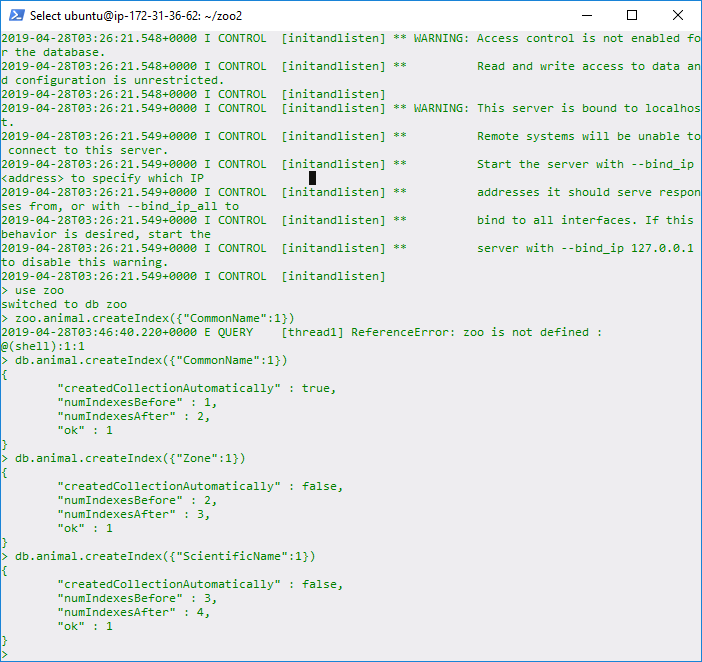 Select ubuntu@ip-172-31-36-62: ~/zoo2
2019-04-28T03:26:21.548+0000 I CONTROL  [initandlisten] ** WARNING: Access control is not enabled fo
r the database.
2019-04-28T03:26:21.548+0000 I CONTROL  [initandlisten] **          Read and write access to data an
d configuration is unrestricted.
2019-04-28T03:26:21.548+0000 I CONTROL  [initandlisten]
2019-04-28T03:26:21.549+0000 I CONTROL  [initandlisten] ** WARNING: This server is bound to localhos
t.
2019-04-28T03:26:21.549+0000 I CONTROL  [initandlisten] **          Remote systems will be unable to
 connect to this server.
2019-04-28T03:26:21.549+0000 I CONTROL  [initandlisten] **          Start the server with --bind_ip
<address> to specify which IP
2019-04-28T03:26:21.549+0000 I CONTROL  [initandlisten] **          addresses it should serve respon
ses from, or with --bind_ip_all to
2019-04-28T03:26:21.549+0000 I CONTROL  [initandlisten] **          bind to all interfaces. If this
behavior is desired, start the
2019-04-28T03:26:21.549+0000 I CONTROL  [initandlisten] **          server with --bind_ip 127.0.0.1
to disable this warning.
2019-04-28T03:26:21.549+0000 I CONTROL  [initandlisten]
> use zoo
switched to db zoo
> zoo.animal.createIndex({"CommonName":1})
2019-04-28T03:46:40.220+0000 E QUERY    [thread1] ReferenceError: zoo is not defined :
@(shell):1:1
> db.animal.createIndex({"CommonName":1})
{
        "createdCollectionAutomatically" : true,
        "numIndexesBefore" : 1,
        "numIndexesAfter" : 2,
        "ok" : 1
}
> db.animal.createIndex({"Zone":1})
{
        "createdCollectionAutomatically" : false,
        "numIndexesBefore" : 2,
        "numIndexesAfter" : 3,
        "ok" : 1
}
> db.animal.createIndex({"ScientificName":1})
{
        "createdCollectionAutomatically" : false,
        "numIndexesBefore" : 3,
        "numIndexesAfter" : 4,
        "ok" : 1
}
>